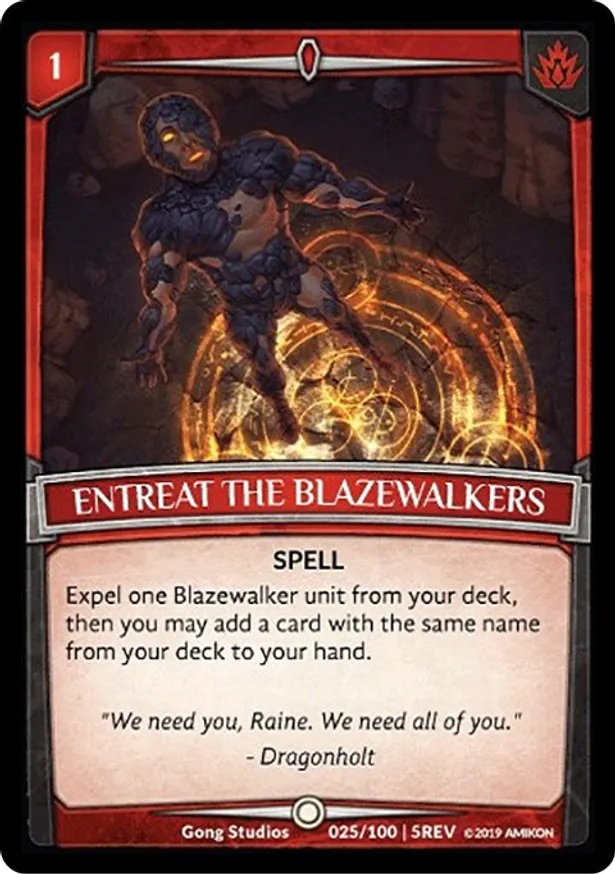 1
ENTREAT THE BLAZEWALKERS
SPELL
Expel one Blazewalker unit from your deck,
then you may add a card with the same name
from your deck to your hand.
"We need you, Raine. We need all of you."
- Dragonholt
Gong Studios 025/100 | 5REV ©2019 AMIKON